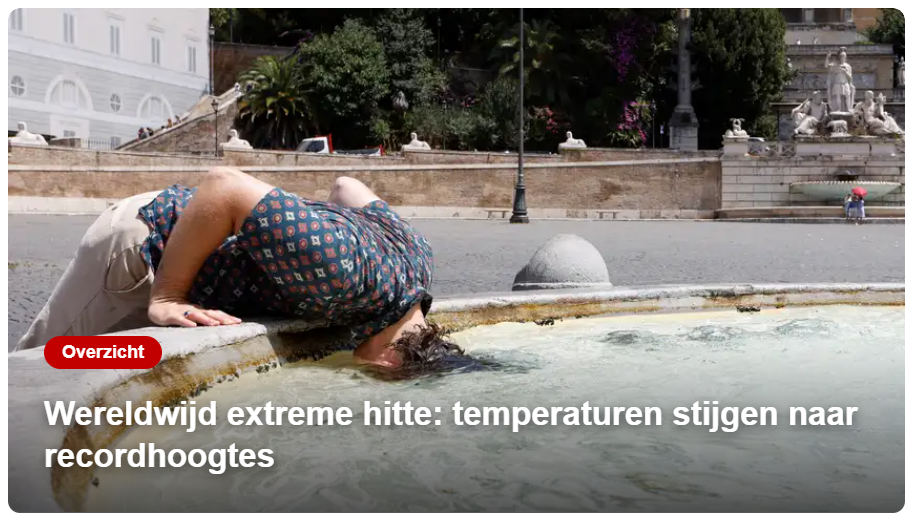 Overzicht
Wereldwijd extreme hitte: temperaturen stijgen naar
recordhoogtes